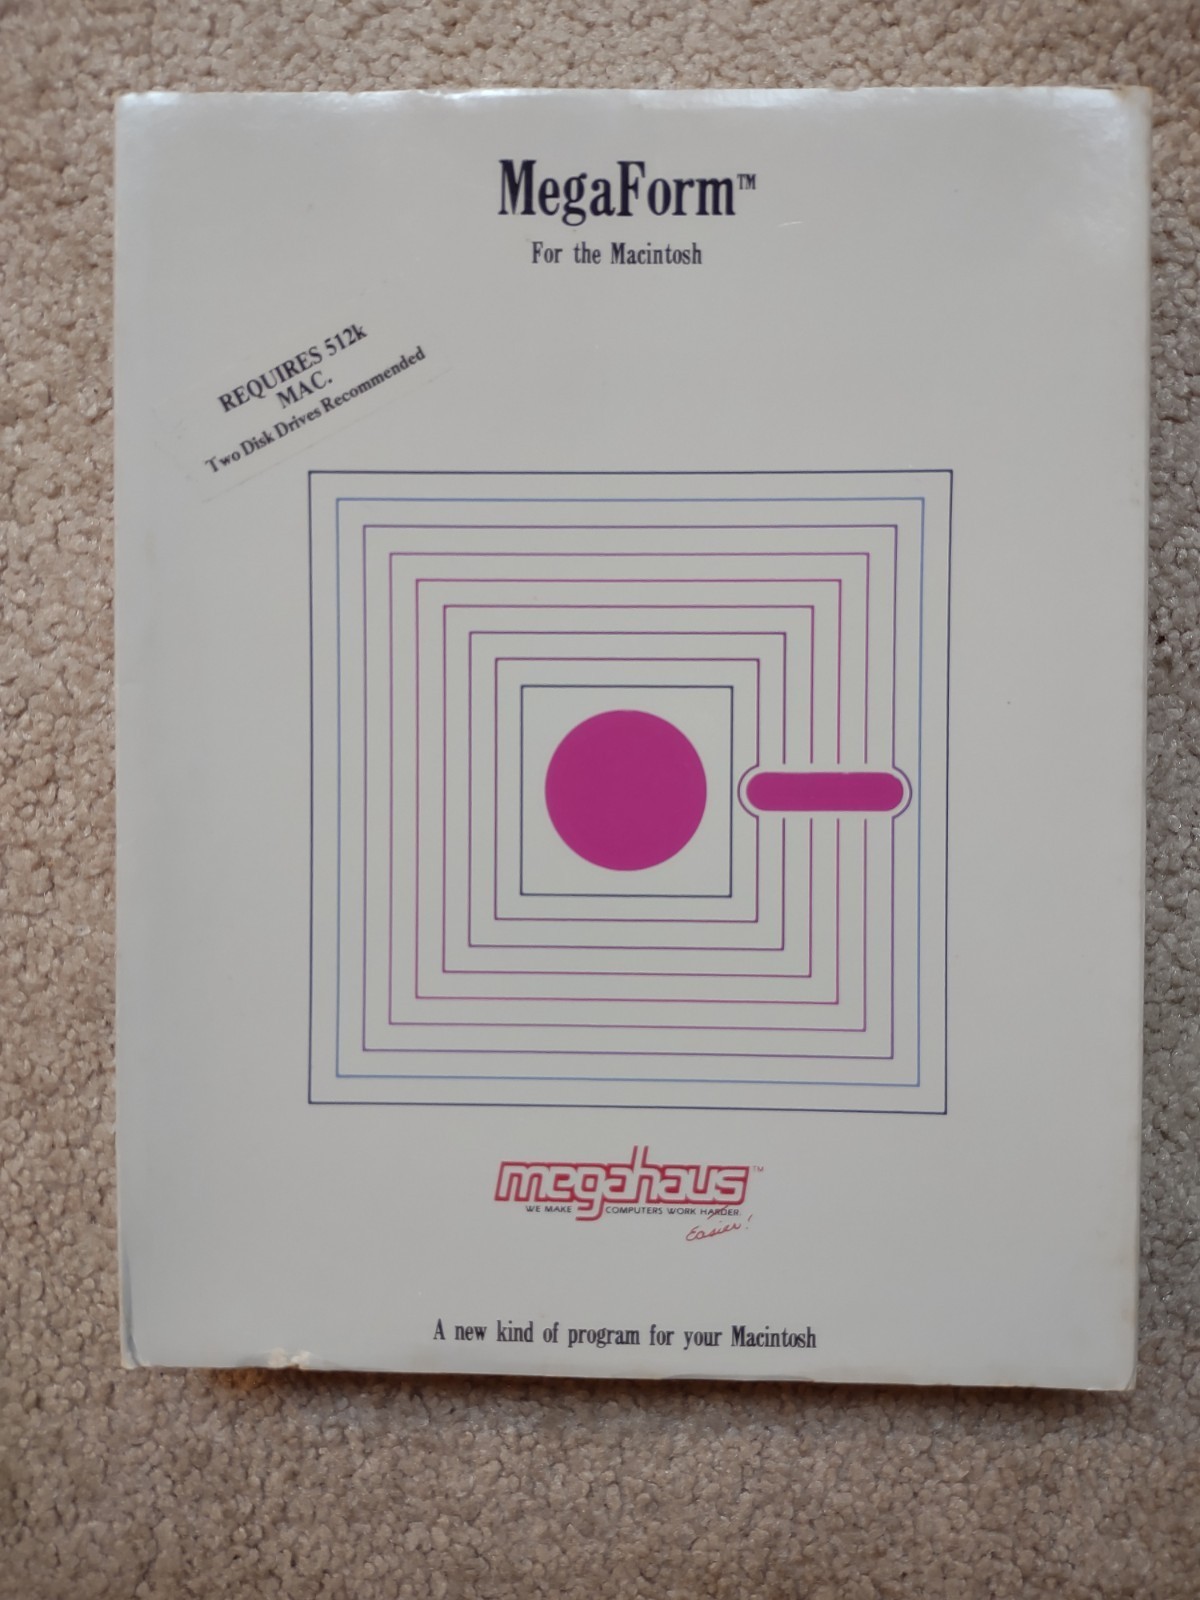 MegaForm™
For the Macintosh
REQUIRES 512k
MAC.
Two Disk Drives Recommended
megahaus™
WE MAKE COMPUTERS WORK HARDER.
Easier!
A new kind of program for your Macintosh